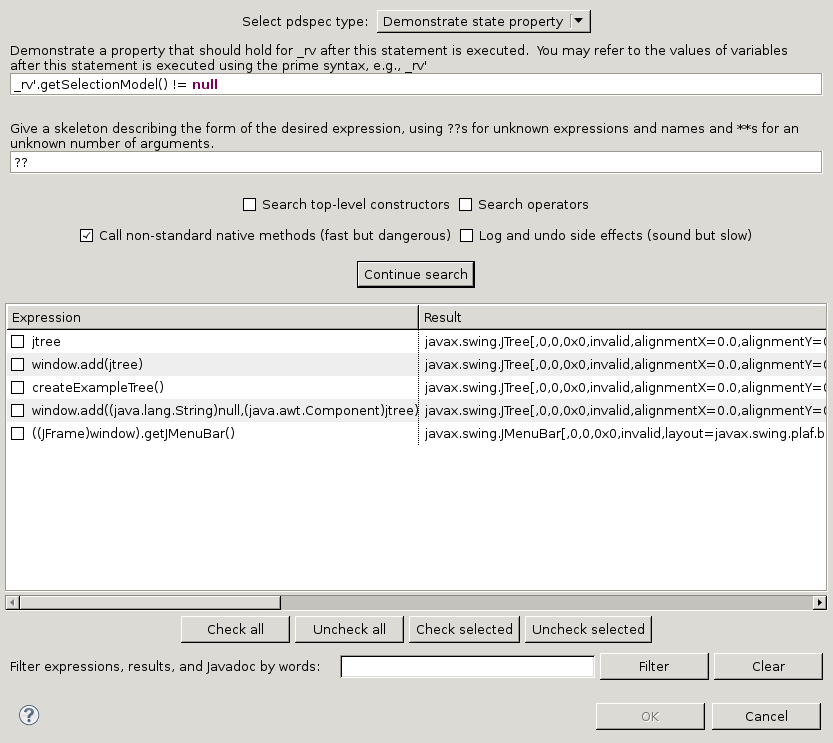 Select pdspec type: Demonstrate state property
Demonstrate a property that should hold for _rv after this statement is executed.  You may refer to the values of variables
after this statement is executed using the prime syntax, e.g., _rv'
_rv'.getSelectionModel() != null
Give a skeleton describing the form of the desired expression, using ??s for unknown expressions and names and **s for an
unknown number of arguments.
??
Search top-level constructors Search operators
Call non-standard native methods (fast but dangerous) Log and undo side effects (sound but slow)
Continue search
Expression Result
jtree javax.swing.JTree[,0,0,0x0,invalid,alignmentX=0.0,alignmentY=0
window.add(jtree) javax.swing.JTree[,0,0,0x0,invalid,alignmentX=0.0,alignmentY=0
createExampleTree() javax.swing.JTree[,0,0,0x0,invalid,alignmentX=0.0,alignmentY=0
window.add((java.lang.String)null,(java.awt.Component)jtree) javax.swing.JTree[,0,0,0x0,invalid,alignmentX=0.0,alignmentY=0
((JFrame)window).getJMenuBar() javax.swing.JMenuBar[,0,0,0x0,invalid,layout=javax.swing.plaf.b
Check all Uncheck all Check selected Uncheck selected
Filter expressions, results, and Javadoc by words: Filter Clear
? OK Cancel